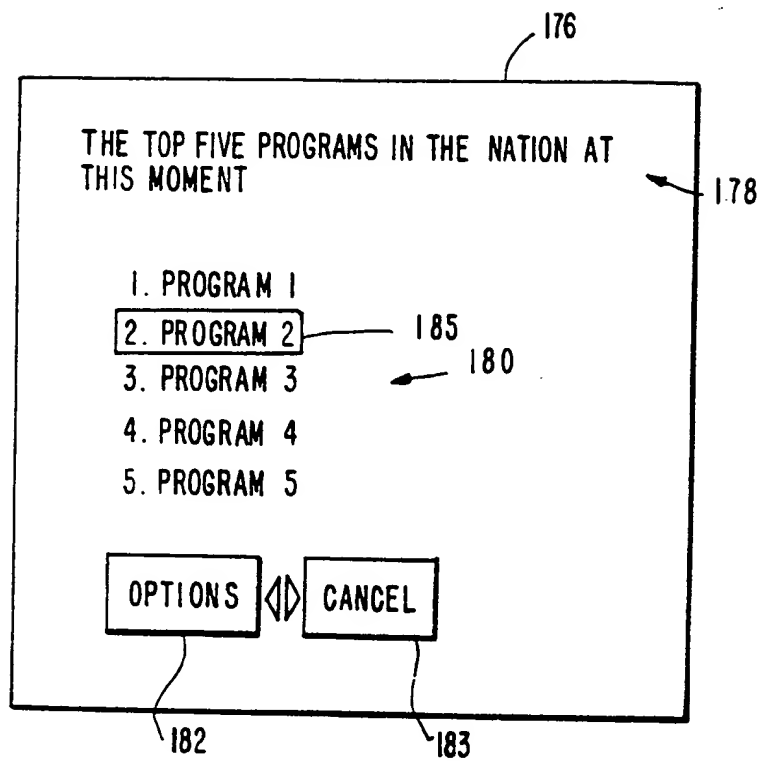 176
THE TOP FIVE PROGRAMS IN THE NATION AT
THIS MOMENT
178
1. PROGRAM 1
2. PROGRAM 2
185
3. PROGRAM 3
180
4. PROGRAM 4
5. PROGRAM 5
OPTIONS
CANCEL
182
183